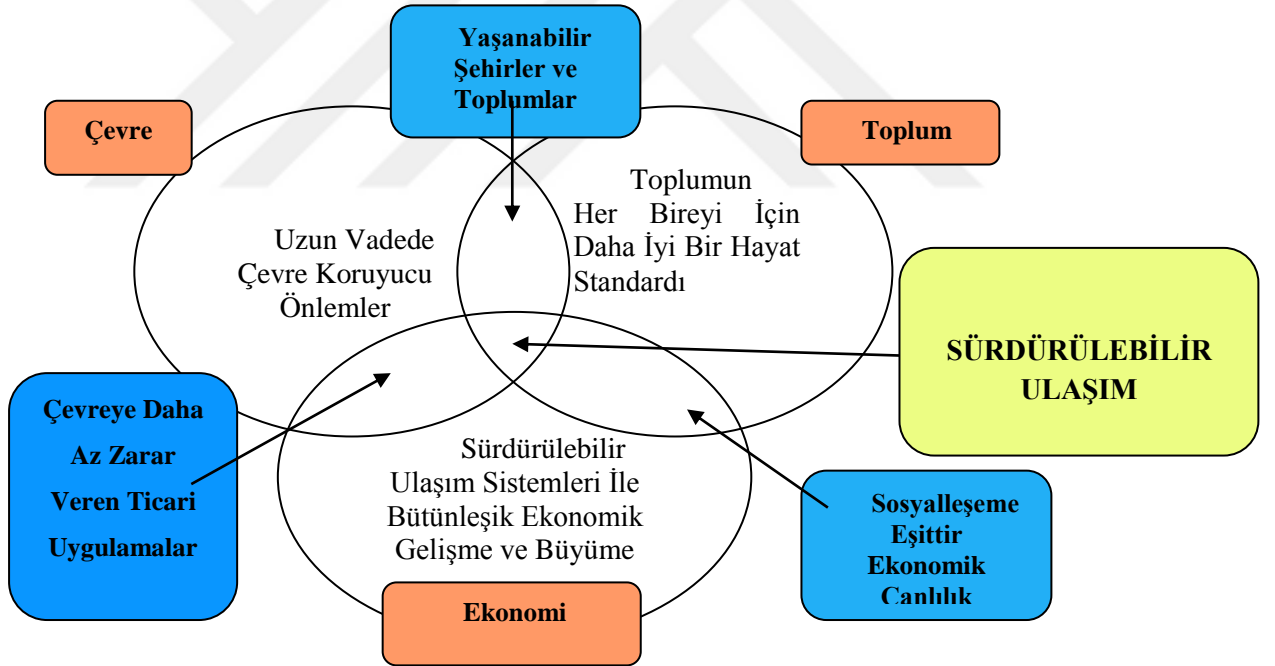 Yaşanabilir
Şehirler ve
Toplumlar
Çevre
Toplum
Toplumun
Her Bireyi İçin
Daha İyi Bir Hayat
Standardı
Uzun Vadede
Çevre Koruyucu
Önlemler
SÜRDÜRÜLEBİLİR
ULAŞIM
Çevreye Daha
Az Zarar
Veren Ticari
Uygulamalar
Sürdürülebilir
Ulaşım Sistemleri İle
Bütünleşik Ekonomik
Gelişme ve Büyüme
Sosyalleşeme
Eşittir
Ekonomik
Canlılık
Ekonomi